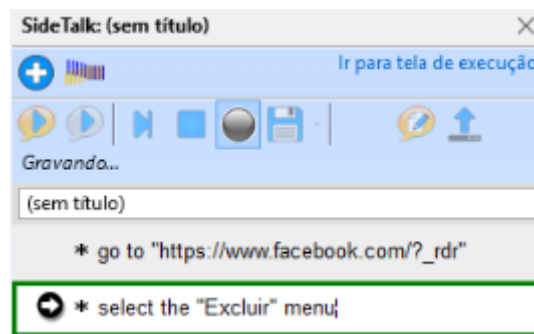 SideTalk: (sem título)
Ir para tela de execução
Gravando...
(sem título)
* go to "https://www.facebook.com/?_rdr"
* select the "Excluir" menu